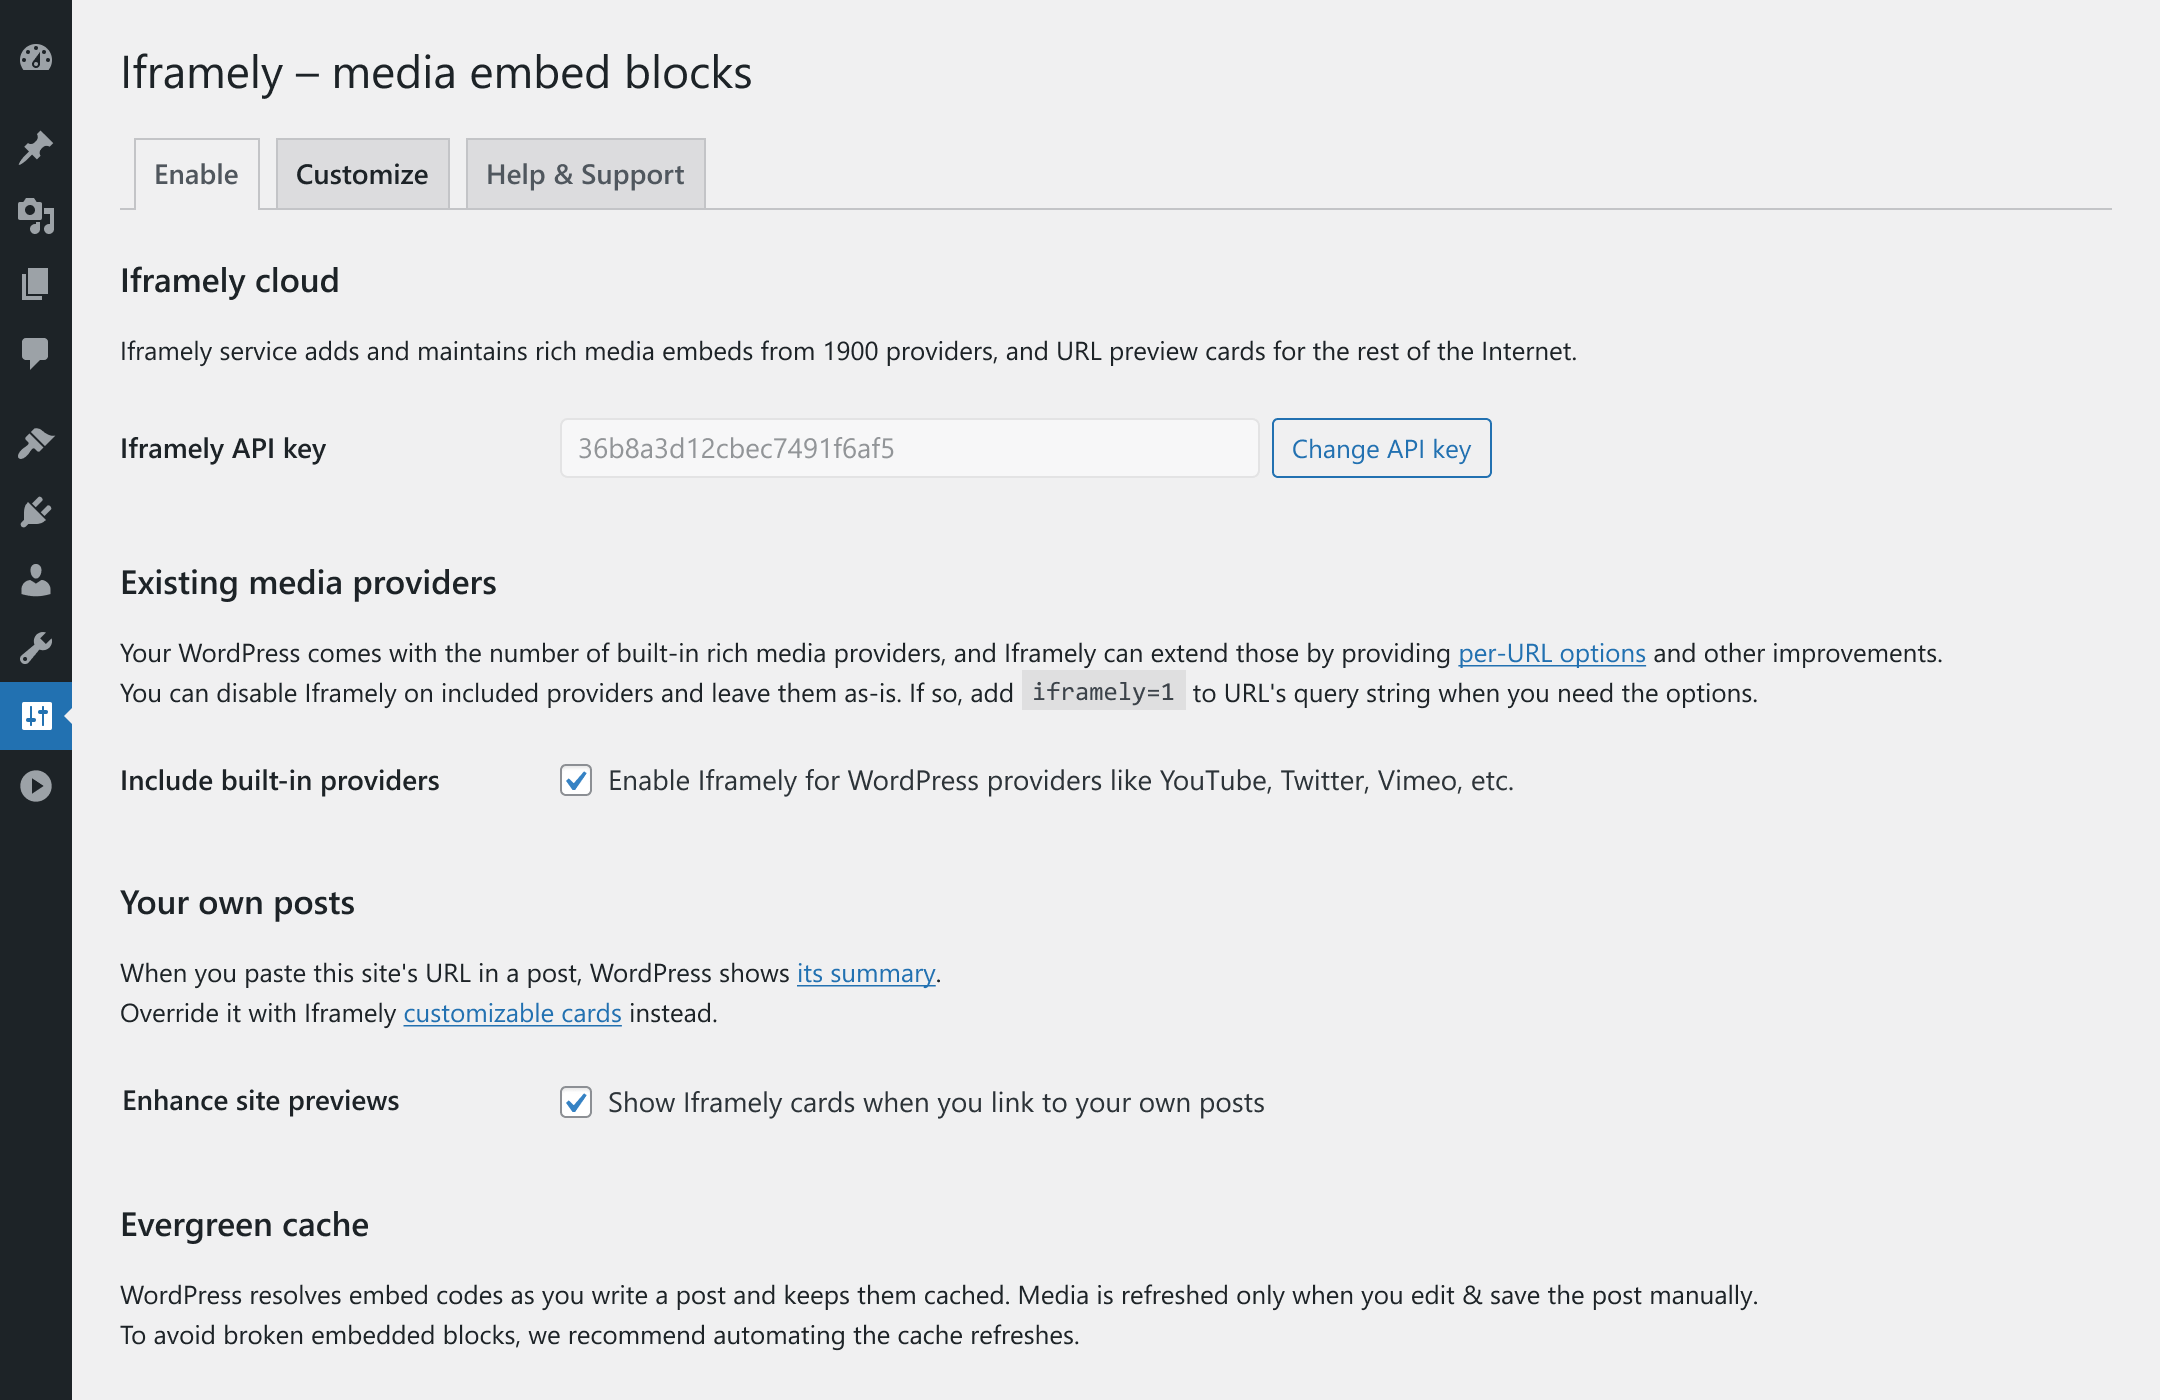 Iframely – media embed blocks
Enable
Customize
Help & Support
Iframely cloud
Iframely service adds and maintains rich media embeds from 1900 providers, and URL preview cards for the rest of the Internet.
Iframely API key
36b8a3d12cbec7491f6af5
Change API key
Existing media providers
Your WordPress comes with the number of built-in rich media providers, and Iframely can extend those by providing per-URL options and other improvements.
You can disable Iframely on included providers and leave them as-is. If so, add iframely=1 to URL's query string when you need the options.
Include built-in providers
Enable Iframely for WordPress providers like YouTube, Twitter, Vimeo, etc.
Your own posts
When you paste this site's URL in a post, WordPress shows its summary.
Override it with Iframely customizable cards instead.
Enhance site previews
Show Iframely cards when you link to your own posts
Evergreen cache
WordPress resolves embed codes as you write a post and keeps them cached. Media is refreshed only when you edit & save the post manually.
To avoid broken embedded blocks, we recommend automating the cache refreshes.